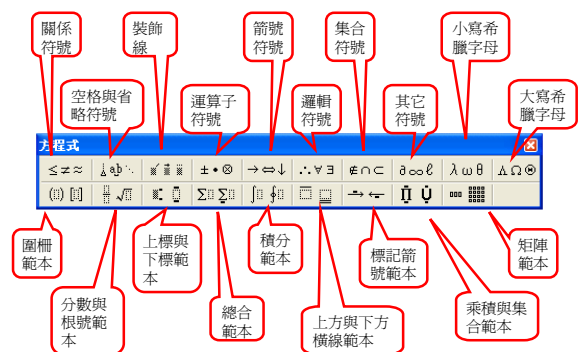 關係
符號
裝飾
線
箭號
符號
集合
符號
小寫希
臘字母
空格與省
略符號
運算子
符號
邏輯
符號
其它
符號
大寫希
臘字母
方程式
≤ ≠ ≈
± • ⊗
→ ⇔ ↓
∴ ∀ ∃
∉ ∩ ⊂
∂ ∞ ℓ
λ ω θ
Λ Ω Θ
圍柵
範本
分數與
根號範
本
上標與
下標範
本
總合
範本
積分
範本
上方與下方
橫線範本
標記箭
號範本
乘積與集
合範本
矩陣
範本